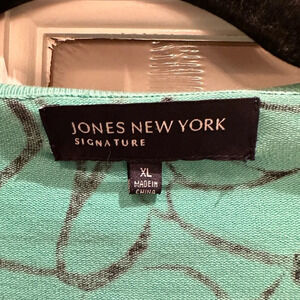 JONES NEW YORK
SIGNATURE
XL
MADE IN
CHINA